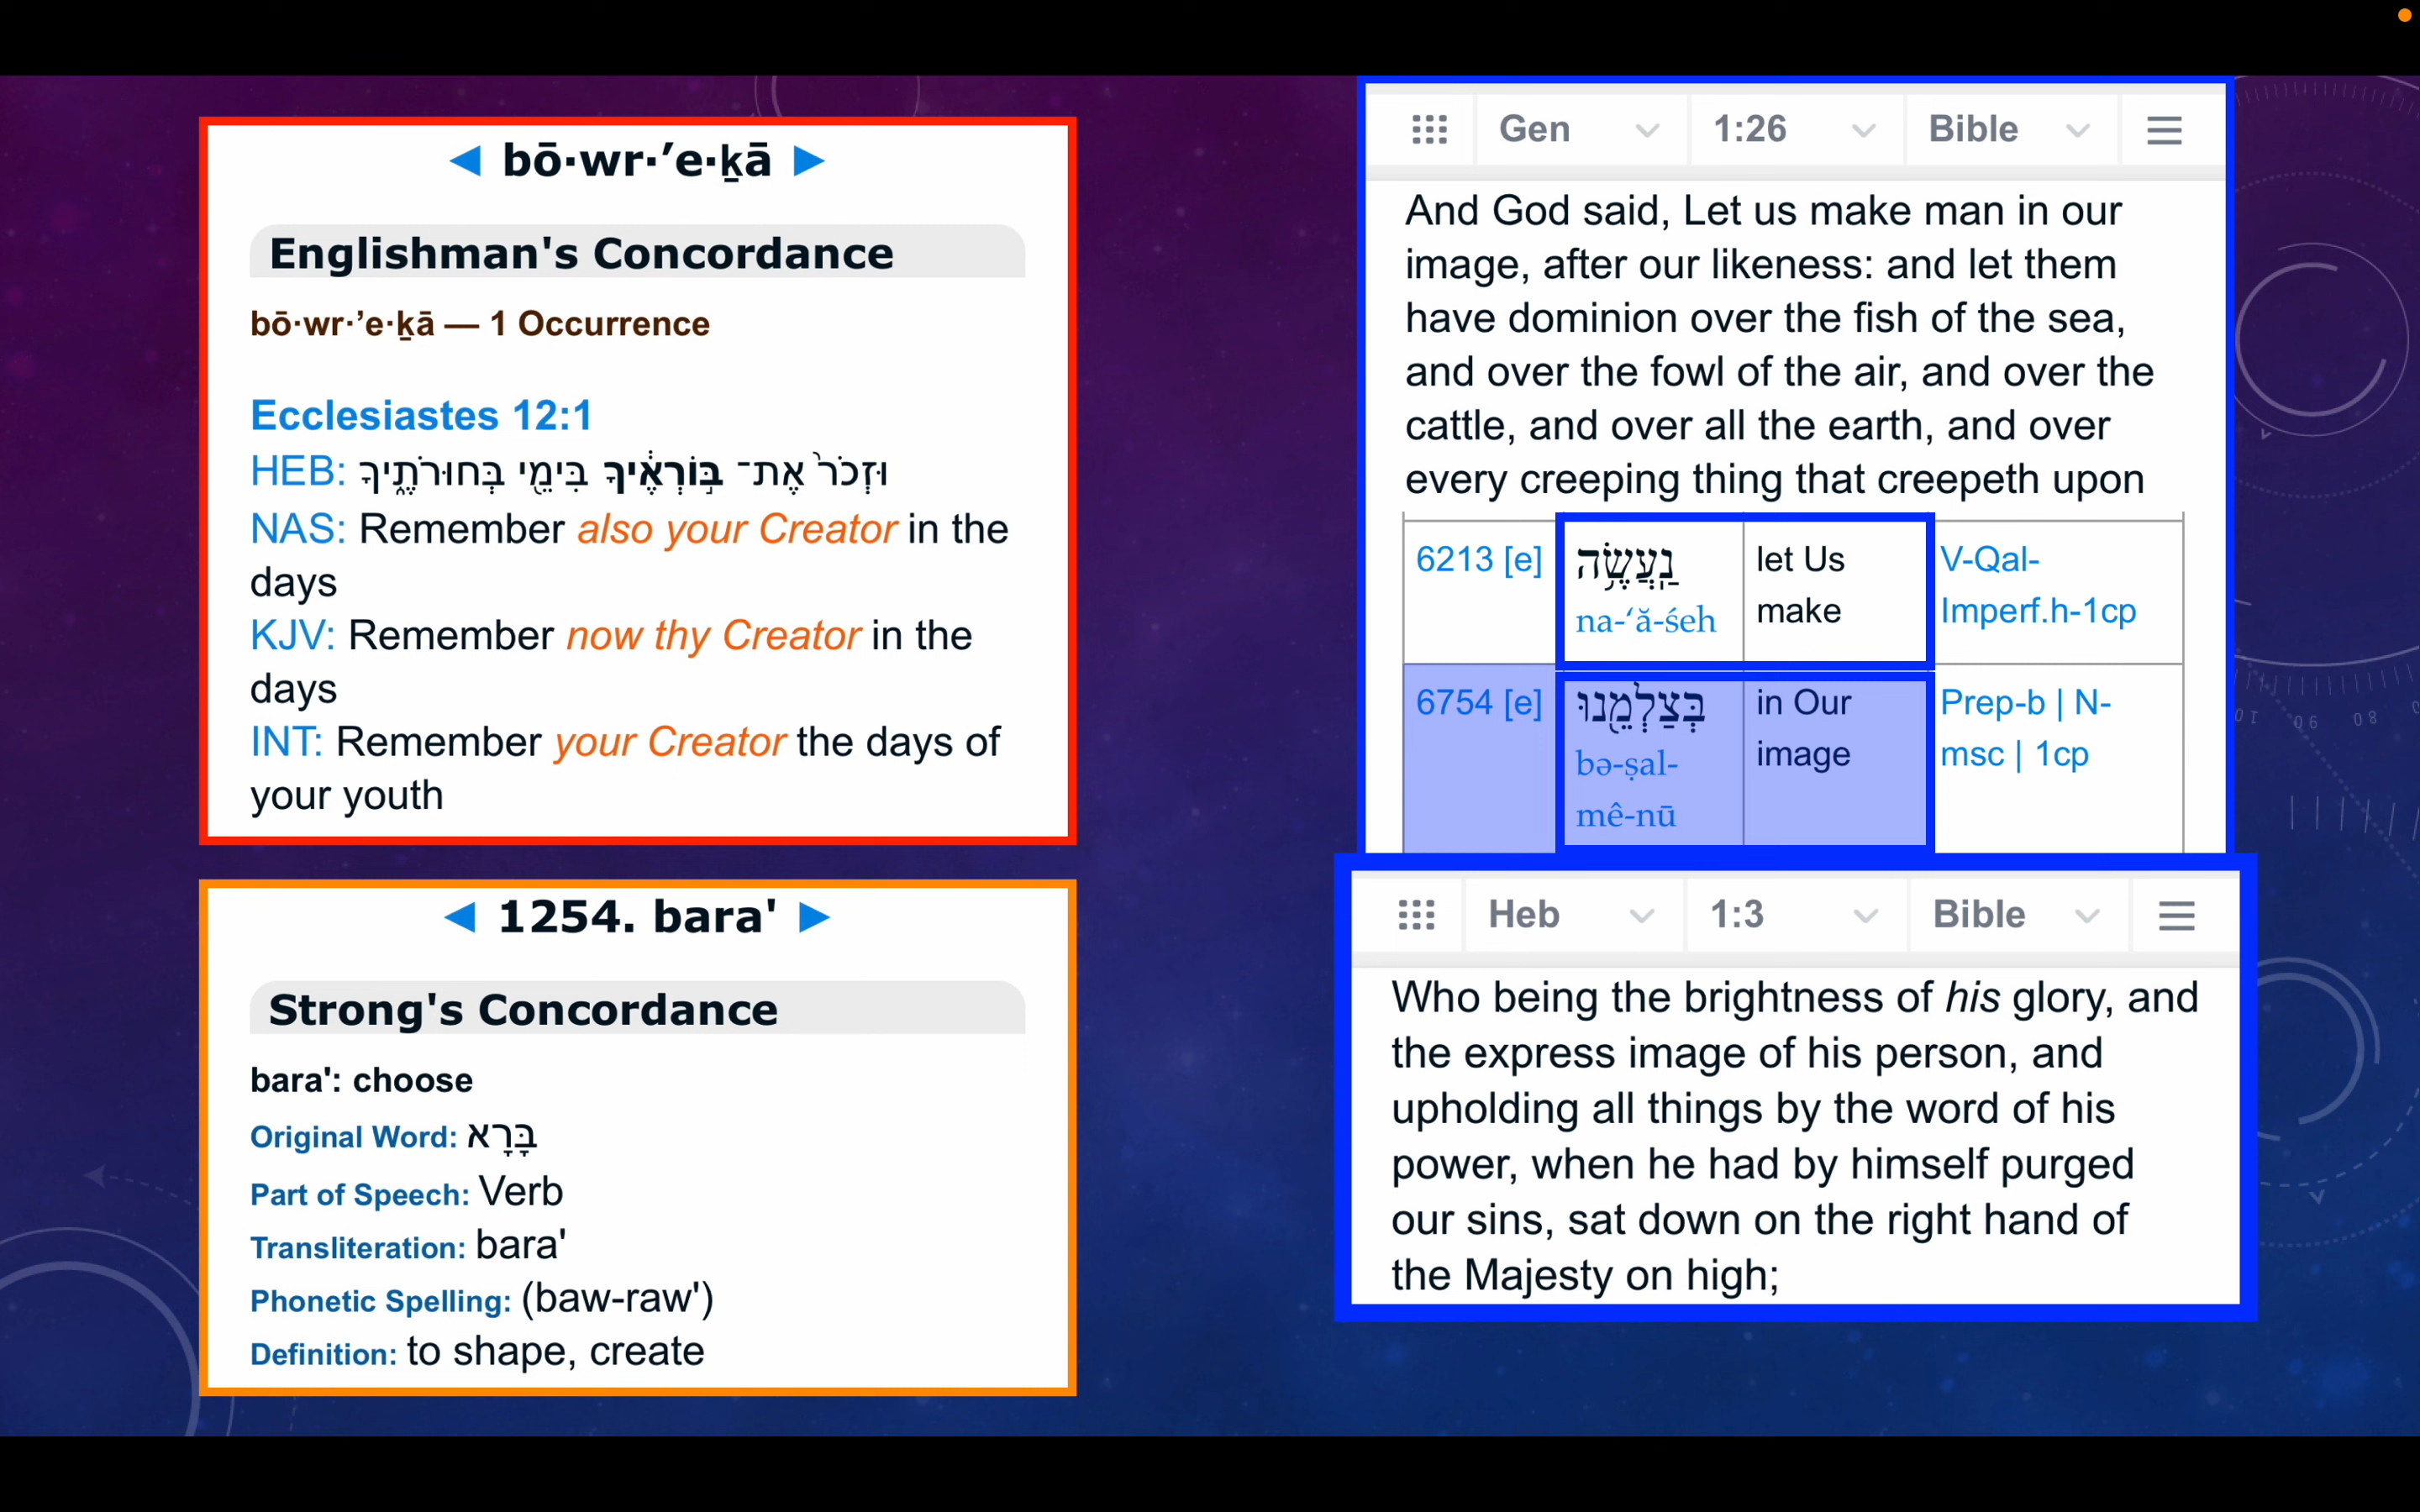 bō·wr·’e·ḵā
Englishman's Concordance
bō·wr·’e·ḵā — 1 Occurrence
Ecclesiastes 12:1
HEB: וּזְכֹר֙ אֶת־ בּ֣וֹרְאֶ֔יךָ בִּימֵ֖י בְּחוּרֹתֶ֑יךָ
NAS: Remember also your Creator in the
days
KJV: Remember now thy Creator in the
days
INT: Remember your Creator the days of
your youth
1254. bara'
Strong's Concordance
bara': choose
Original Word: בָּרָא
Part of Speech: Verb
Transliteration: bara'
Phonetic Spelling: (baw-raw')
Definition: to shape, create
Gen 1:26 Bible
And God said, Let us make man in our
image, after our likeness: and let them
have dominion over the fish of the sea,
and over the fowl of the air, and over the
cattle, and over all the earth, and over
every creeping thing that creepeth upon
6213 [e] נַֽעֲשֶׂ֥ה let Us V-Qal-
na-‘ă-śeh make Imperf.h-1cp
6754 [e] בְּצַלְמֵ֖נוּ in Our Prep-b | N-
bə-ṣal- image msc | 1cp
mê-nū
Heb 1:3 Bible
Who being the brightness of his glory, and
the express image of his person, and
upholding all things by the word of his
power, when he had by himself purged
our sins, sat down on the right hand of
the Majesty on high;